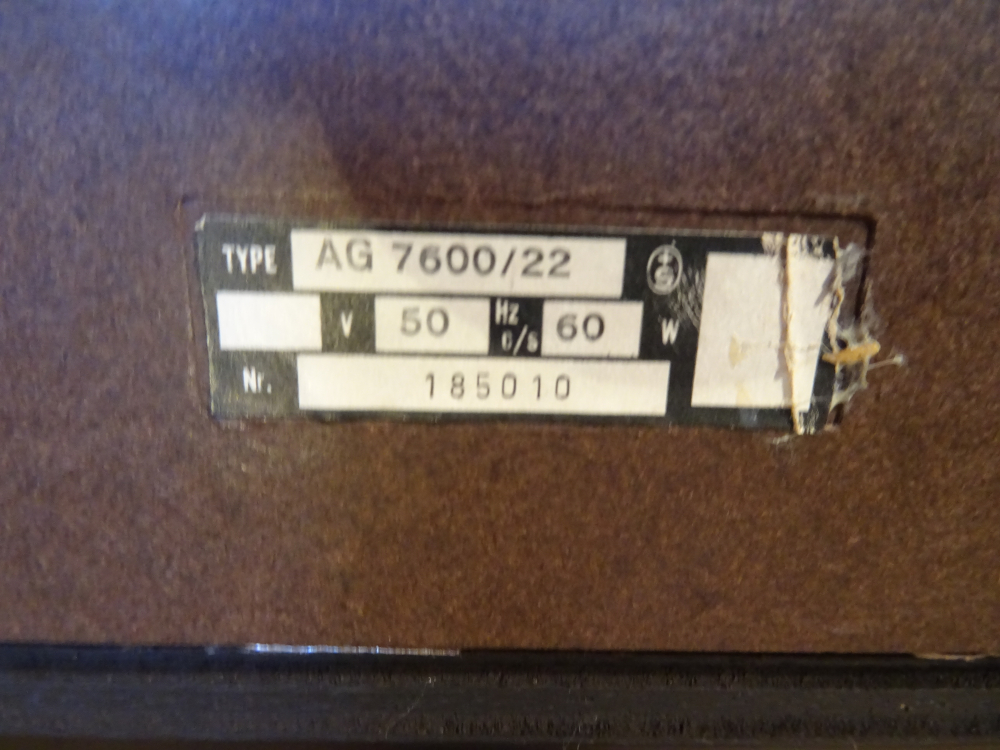 TYPE AG 7600/22
V 50 Hz c/s 60 W
Nr. 185010